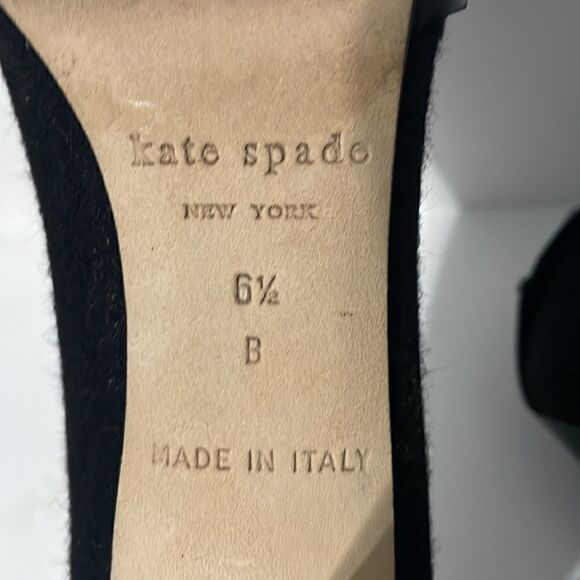 kate spade
NEW YORK
6½
B
MADE IN ITALY